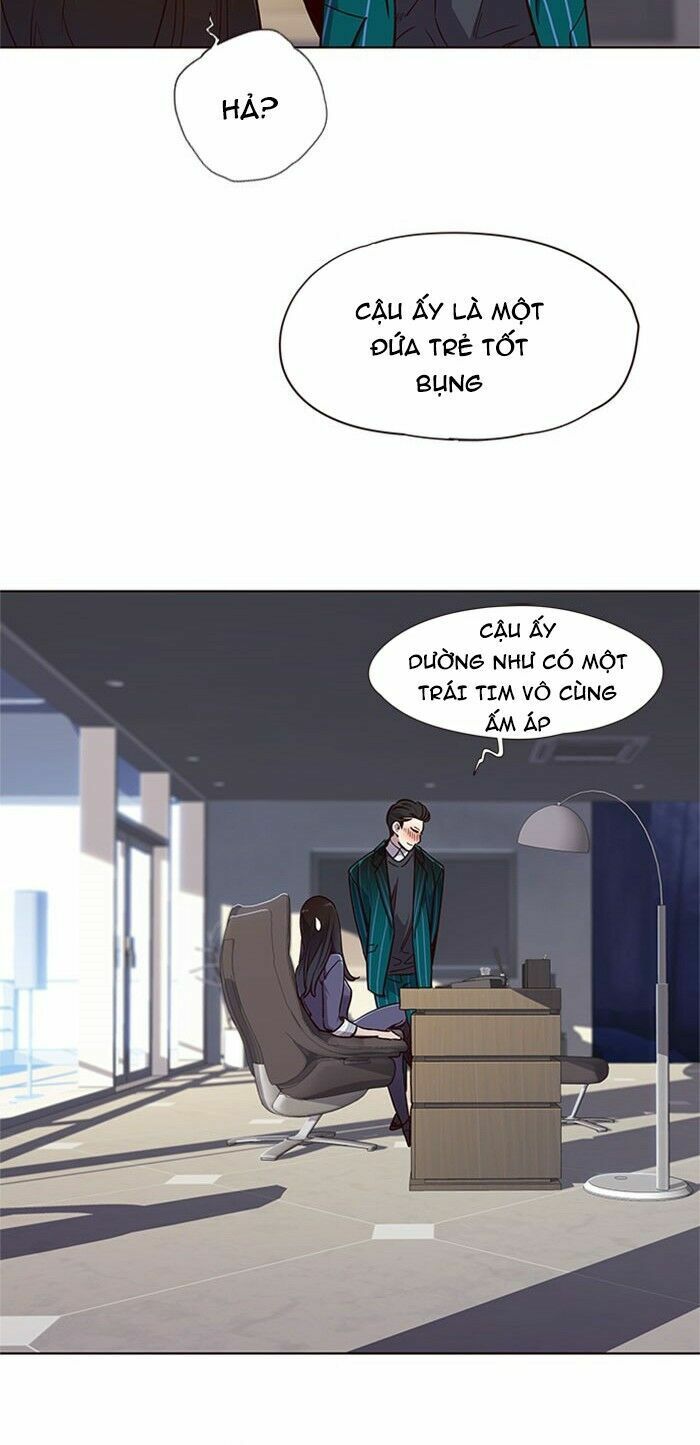 HẢ?
CẬU ẤY LÀ MỘT
ĐỨA TRẺ TỐT
BỤNG
CẬU ẤY
DƯỜNG NHƯ CÓ MỘT
TRÁI TIM VÔ CÙNG
ẤM ÁP